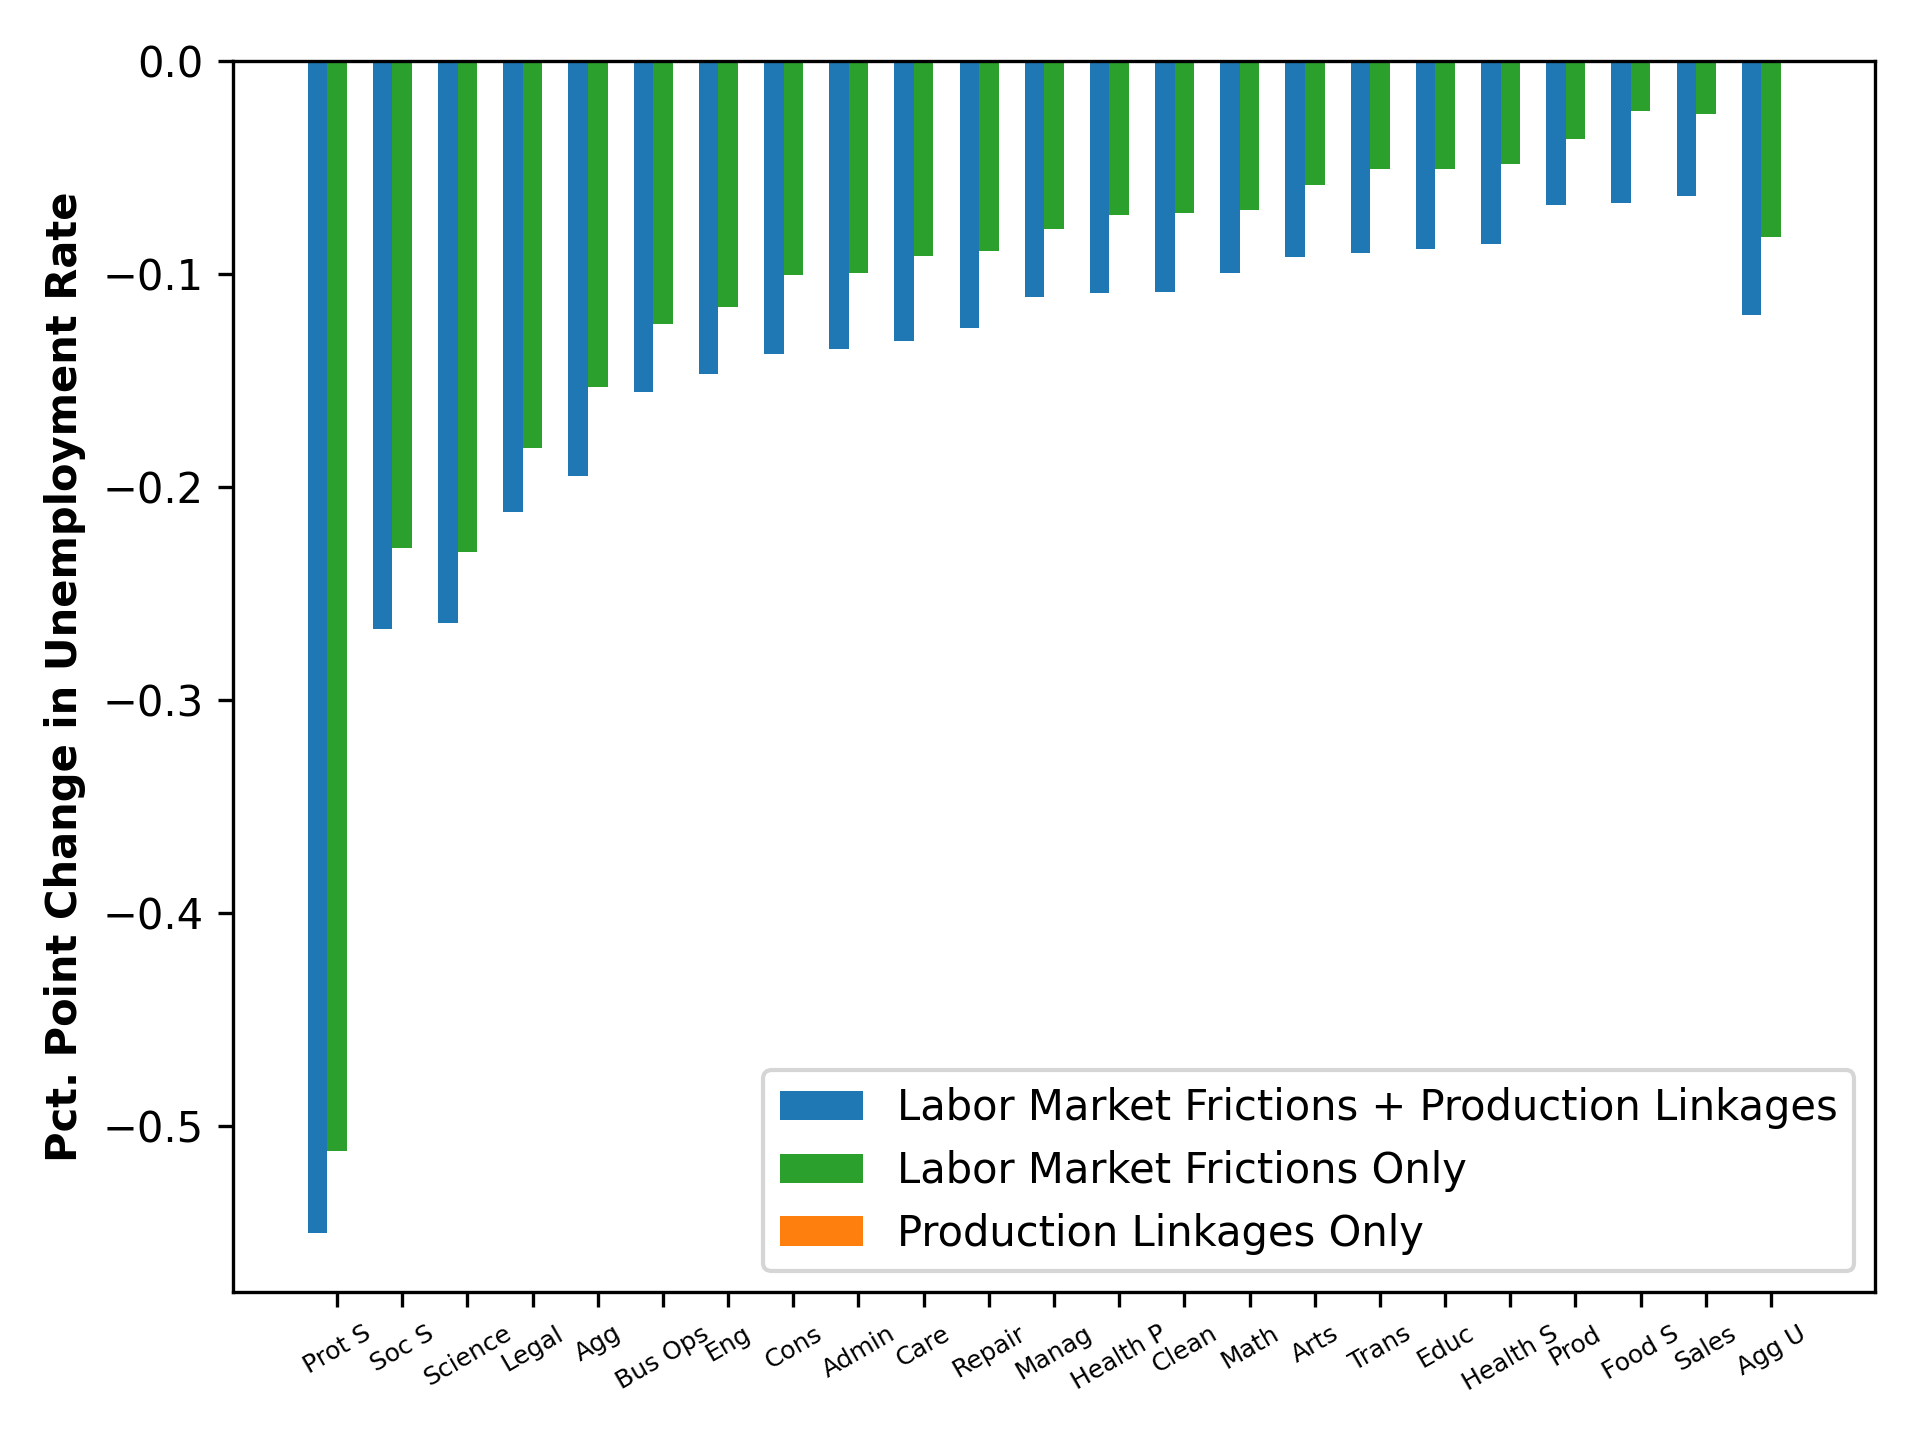 0.0
−0.1
−0.2
−0.3
−0.4
−0.5
Pct. Point Change in Unemployment Rate
Labor Market Frictions + Production Linkages
Labor Market Frictions Only
Production Linkages Only
Prot S
Soc S
Science
Legal
Agg
Bus Ops
Eng
Cons
Admin
Care
Repair
Manag
Health P
Clean
Math
Arts
Trans
Educ
Health S
Prod
Food S
Sales
Agg U